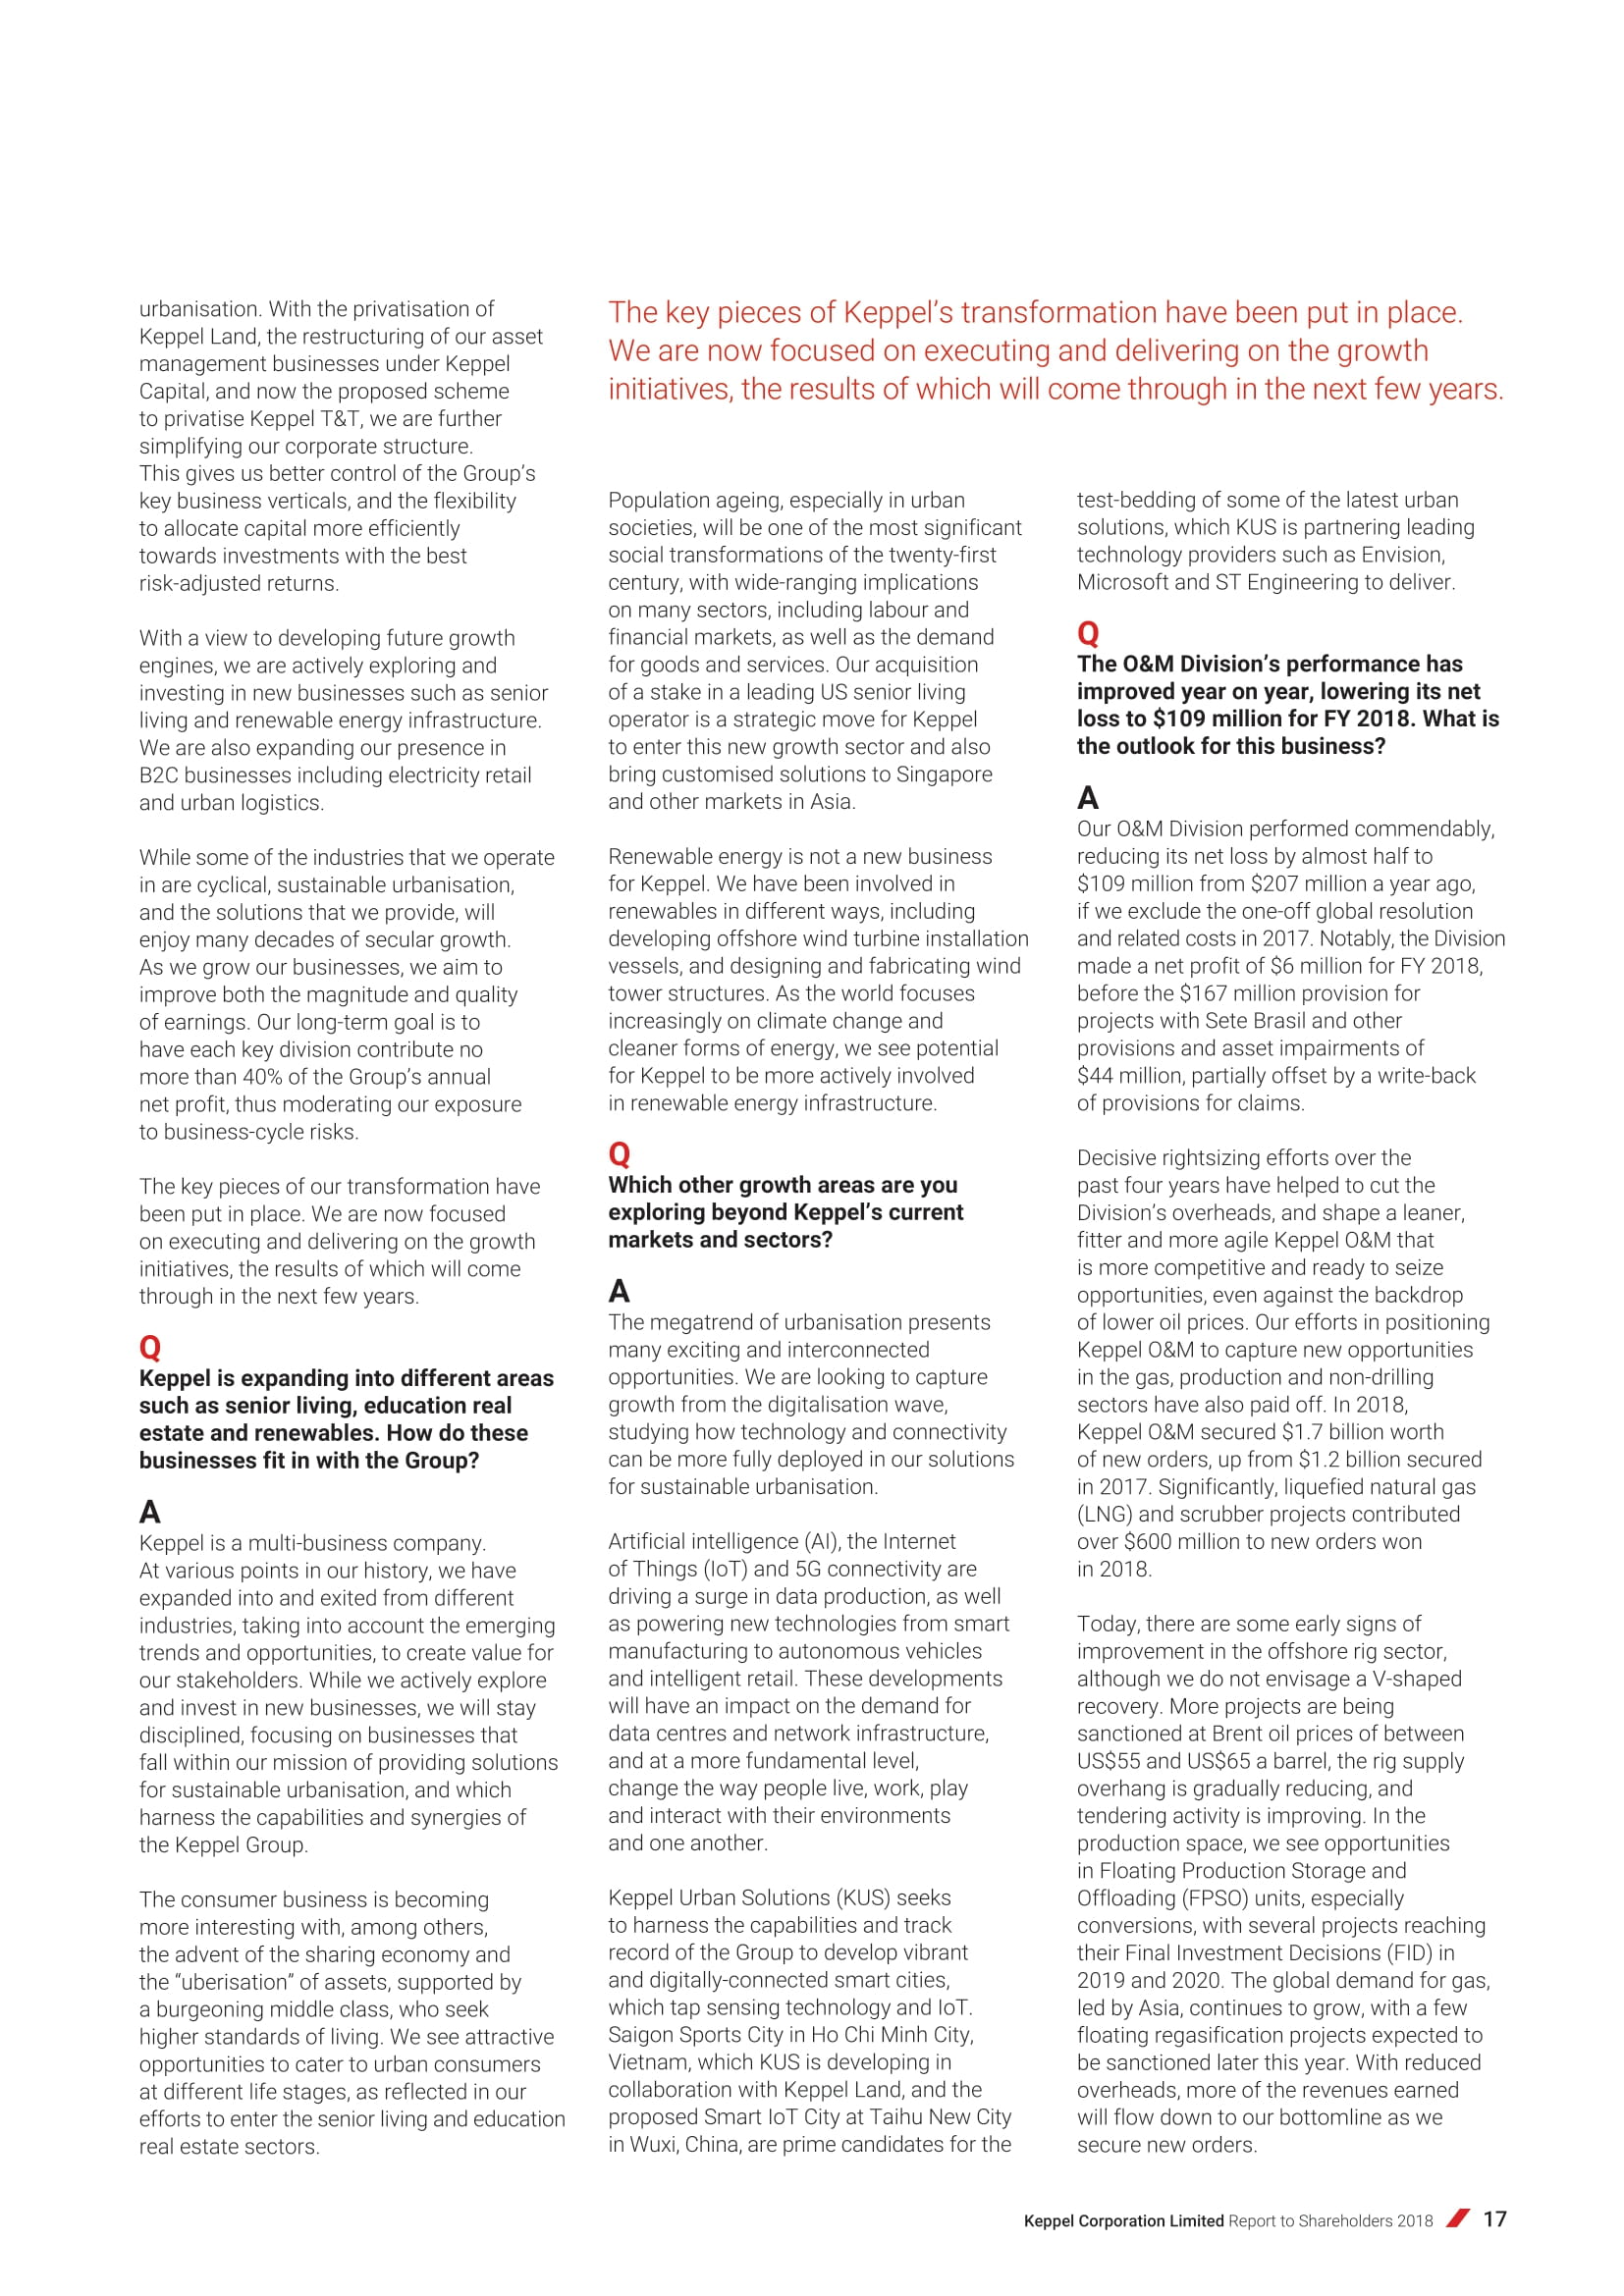 urbanisation. With the privatisation of
Keppel Land, the restructuring of our asset
management businesses under Keppel
Capital, and now the proposed scheme
to privatise Keppel T&T, we are further
simplifying our corporate structure.
This gives us better control of the Group’s
key business verticals, and the flexibility
to allocate capital more efficiently
towards investments with the best
risk-adjusted returns.
With a view to developing future growth
engines, we are actively exploring and
investing in new businesses such as senior
living and renewable energy infrastructure.
We are also expanding our presence in
B2C businesses including electricity retail
and urban logistics.
While some of the industries that we operate
in are cyclical, sustainable urbanisation,
and the solutions that we provide, will
enjoy many decades of secular growth.
As we grow our businesses, we aim to
improve both the magnitude and quality
of earnings. Our long-term goal is to
have each key division contribute no
more than 40% of the Group’s annual
net profit, thus moderating our exposure
to business-cycle risks.
The key pieces of our transformation have
been put in place. We are now focused
on executing and delivering on the growth
initiatives, the results of which will come
through in the next few years.
Q
Keppel is expanding into different areas
such as senior living, education real
estate and renewables. How do these
businesses fit in with the Group?
A
Keppel is a multi-business company.
At various points in our history, we have
expanded into and exited from different
industries, taking into account the emerging
trends and opportunities, to create value for
our stakeholders. While we actively explore
and invest in new businesses, we will stay
disciplined, focusing on businesses that
fall within our mission of providing solutions
for sustainable urbanisation, and which
harness the capabilities and synergies of
the Keppel Group.
The consumer business is becoming
more interesting with, among others,
the advent of the sharing economy and
the “uberisation” of assets, supported by
a burgeoning middle class, who seek
higher standards of living. We see attractive
opportunities to cater to urban consumers
at different life stages, as reflected in our
efforts to enter the senior living and education
real estate sectors.
The key pieces of Keppel’s transformation have been put in place.
We are now focused on executing and delivering on the growth
initiatives, the results of which will come through in the next few years.
Population ageing, especially in urban
societies, will be one of the most significant
social transformations of the twenty-first
century, with wide-ranging implications
on many sectors, including labour and
financial markets, as well as the demand
for goods and services. Our acquisition
of a stake in a leading US senior living
operator is a strategic move for Keppel
to enter this new growth sector and also
bring customised solutions to Singapore
and other markets in Asia.
Renewable energy is not a new business
for Keppel. We have been involved in
renewables in different ways, including
developing offshore wind turbine installation
vessels, and designing and fabricating wind
tower structures. As the world focuses
increasingly on climate change and
cleaner forms of energy, we see potential
for Keppel to be more actively involved
in renewable energy infrastructure.
Q
Which other growth areas are you
exploring beyond Keppel’s current
markets and sectors?
A
The megatrend of urbanisation presents
many exciting and interconnected
opportunities. We are looking to capture
growth from the digitalisation wave,
studying how technology and connectivity
can be more fully deployed in our solutions
for sustainable urbanisation.
Artificial intelligence (AI), the Internet
of Things (IoT) and 5G connectivity are
driving a surge in data production, as well
as powering new technologies from smart
manufacturing to autonomous vehicles
and intelligent retail. These developments
will have an impact on the demand for
data centres and network infrastructure,
and at a more fundamental level,
change the way people live, work, play
and interact with their environments
and one another.
Keppel Urban Solutions (KUS) seeks
to harness the capabilities and track
record of the Group to develop vibrant
and digitally-connected smart cities,
which tap sensing technology and IoT.
Saigon Sports City in Ho Chi Minh City,
Vietnam, which KUS is developing in
collaboration with Keppel Land, and the
proposed Smart IoT City at Taihu New City
in Wuxi, China, are prime candidates for the
test-bedding of some of the latest urban
solutions, which KUS is partnering leading
technology providers such as Envision,
Microsoft and ST Engineering to deliver.
Q
The O&M Division’s performance has
improved year on year, lowering its net
loss to $109 million for FY 2018. What is
the outlook for this business?
A
Our O&M Division performed commendably,
reducing its net loss by almost half to
$109 million from $207 million a year ago,
if we exclude the one-off global resolution
and related costs in 2017. Notably, the Division
made a net profit of $6 million for FY 2018,
before the $167 million provision for
projects with Sete Brasil and other
provisions and asset impairments of
$44 million, partially offset by a write-back
of provisions for claims.
Decisive rightsizing efforts over the
past four years have helped to cut the
Division’s overheads, and shape a leaner,
fitter and more agile Keppel O&M that
is more competitive and ready to seize
opportunities, even against the backdrop
of lower oil prices. Our efforts in positioning
Keppel O&M to capture new opportunities
in the gas, production and non-drilling
sectors have also paid off. In 2018,
Keppel O&M secured $1.7 billion worth
of new orders, up from $1.2 billion secured
in 2017. Significantly, liquefied natural gas
(LNG) and scrubber projects contributed
over $600 million to new orders won
in 2018.
Today, there are some early signs of
improvement in the offshore rig sector,
although we do not envisage a V-shaped
recovery. More projects are being
sanctioned at Brent oil prices of between
US$55 and US$65 a barrel, the rig supply
overhang is gradually reducing, and
tendering activity is improving. In the
production space, we see opportunities
in Floating Production Storage and
Offloading (FPSO) units, especially
conversions, with several projects reaching
their Final Investment Decisions (FID) in
2019 and 2020. The global demand for gas,
led by Asia, continues to grow, with a few
floating regasification projects expected to
be sanctioned later this year. With reduced
overheads, more of the revenues earned
will flow down to our bottomline as we
secure new orders.
Keppel Corporation Limited Report to Shareholders 2018 17